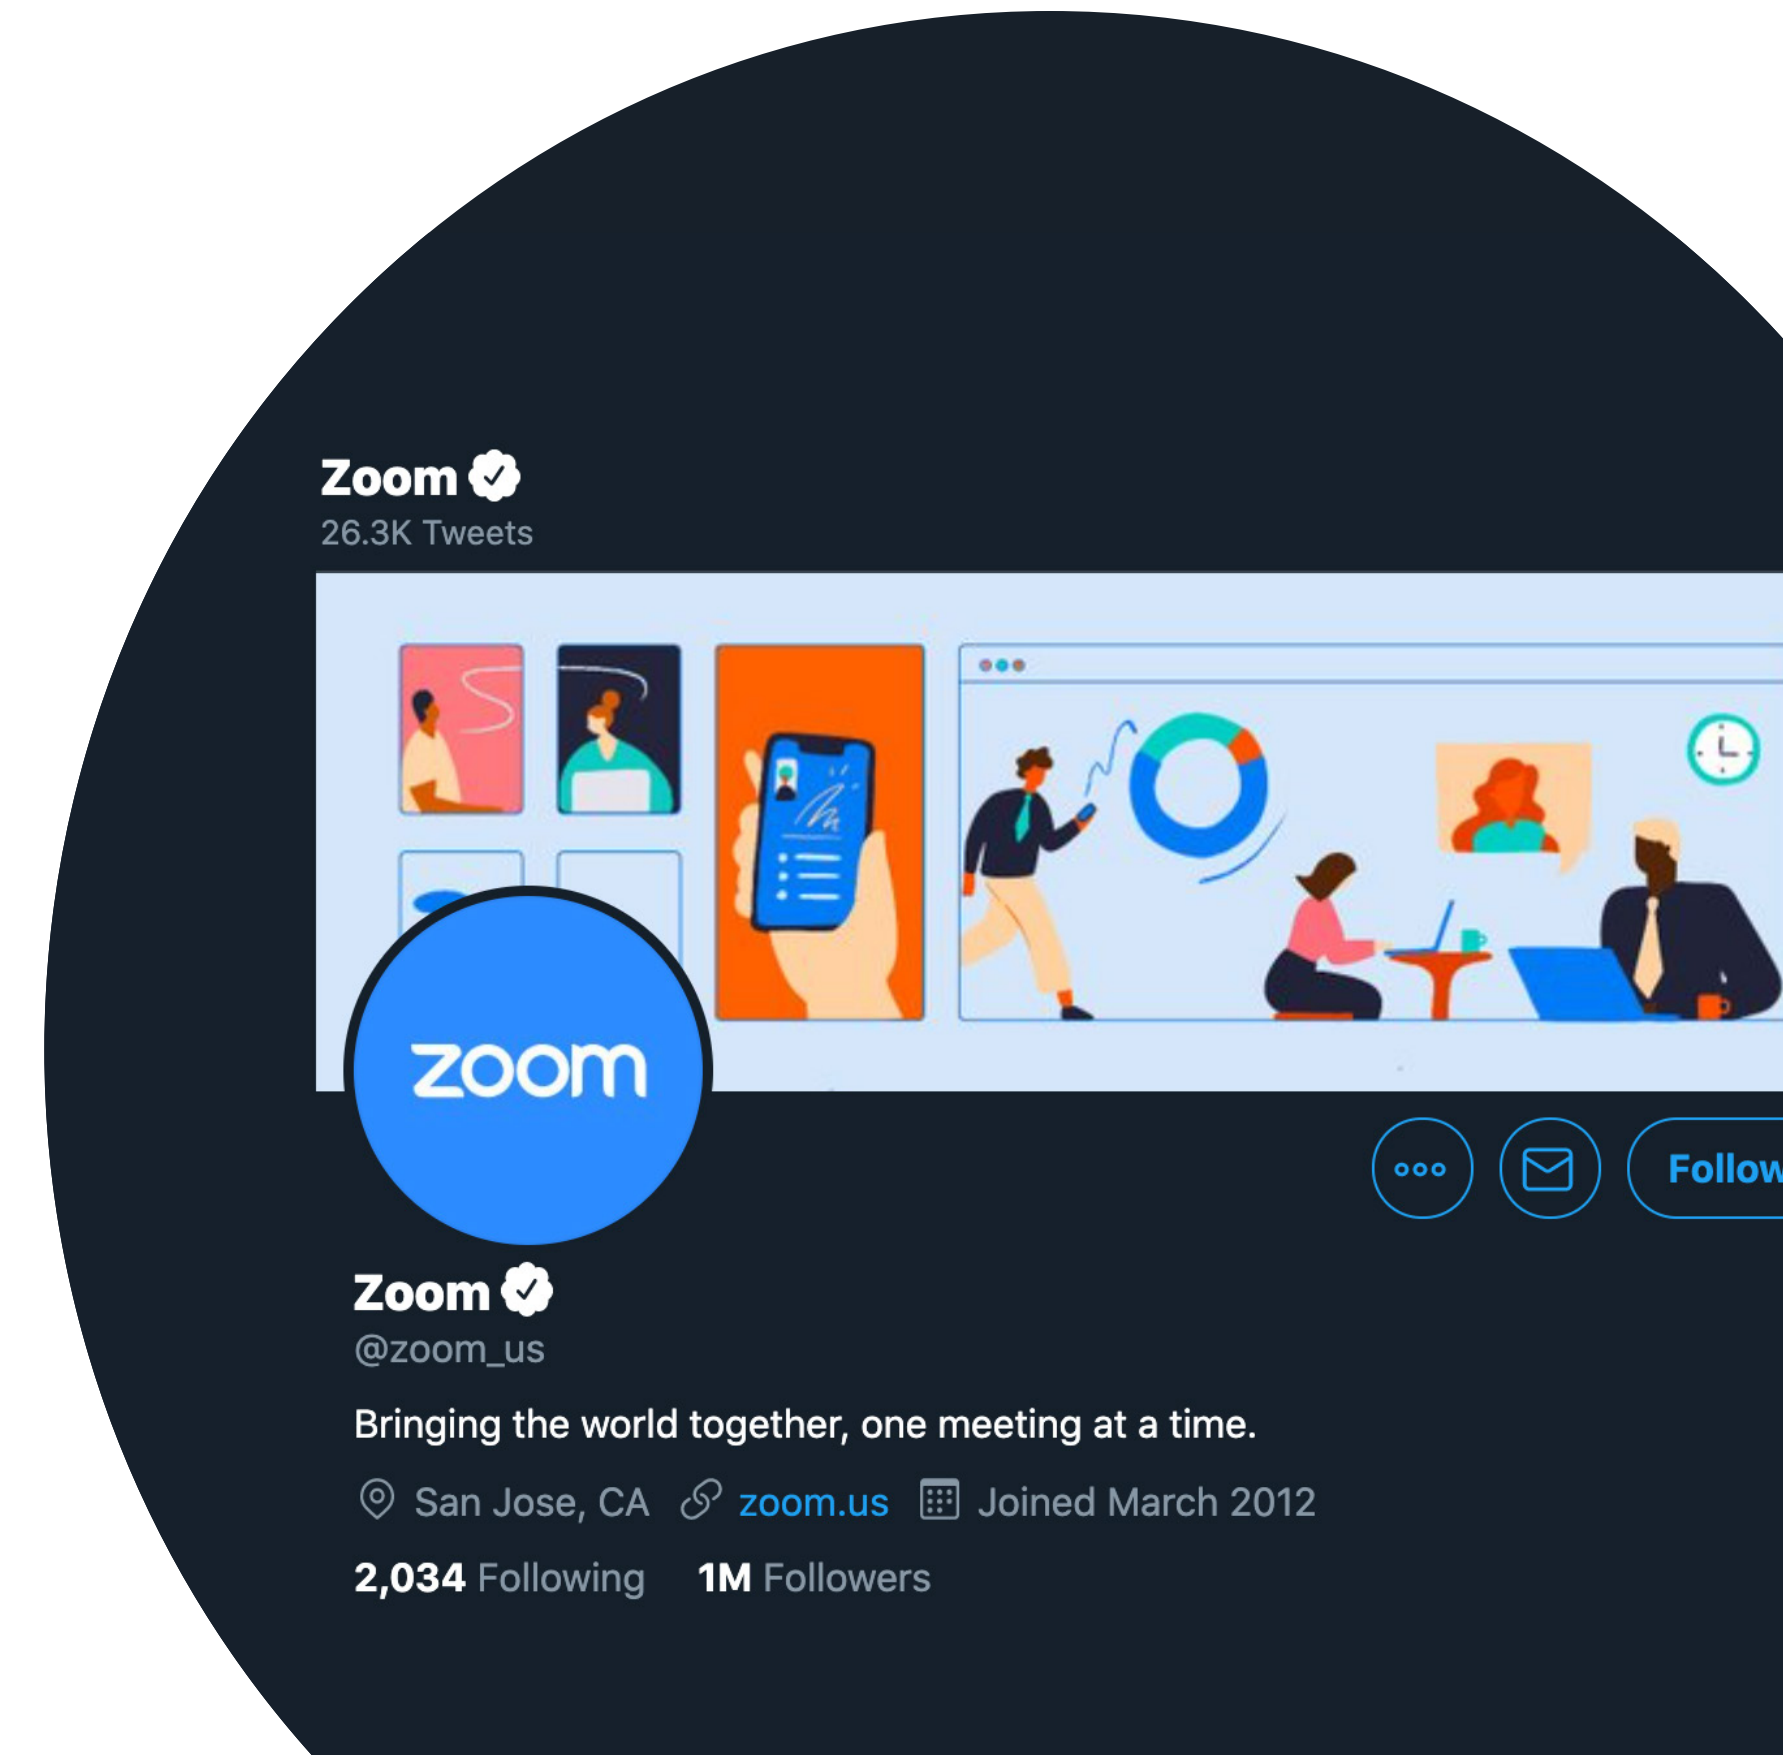 Zoom
26.3K Tweets
zoom
Follow
Zoom
@zoom_us
Bringing the world together, one meeting at a time.
San Jose, CA zoom.us Joined March 2012
2,034 Following 1M Followers